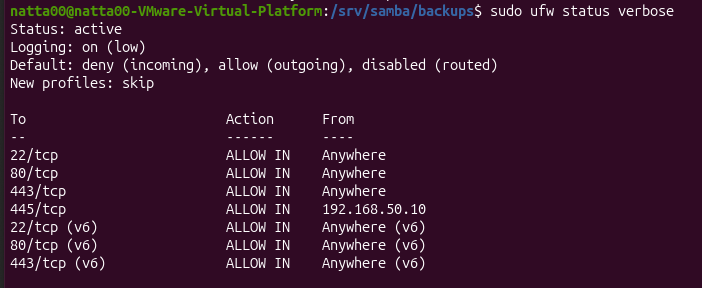 natta00@natta00-VMware-Virtual-Platform:/srv/samba/backups$ sudo ufw status verbose
Status: active
Logging: on (low)
Default: deny (incoming), allow (outgoing), disabled (routed)
New profiles: skip

To                         Action      From
--                         ------      ----
22/tcp                     ALLOW IN    Anywhere
80/tcp                     ALLOW IN    Anywhere
443/tcp                    ALLOW IN    Anywhere
445/tcp                    ALLOW IN    192.168.50.10
22/tcp (v6)                ALLOW IN    Anywhere (v6)
80/tcp (v6)                ALLOW IN    Anywhere (v6)
443/tcp (v6)               ALLOW IN    Anywhere (v6)